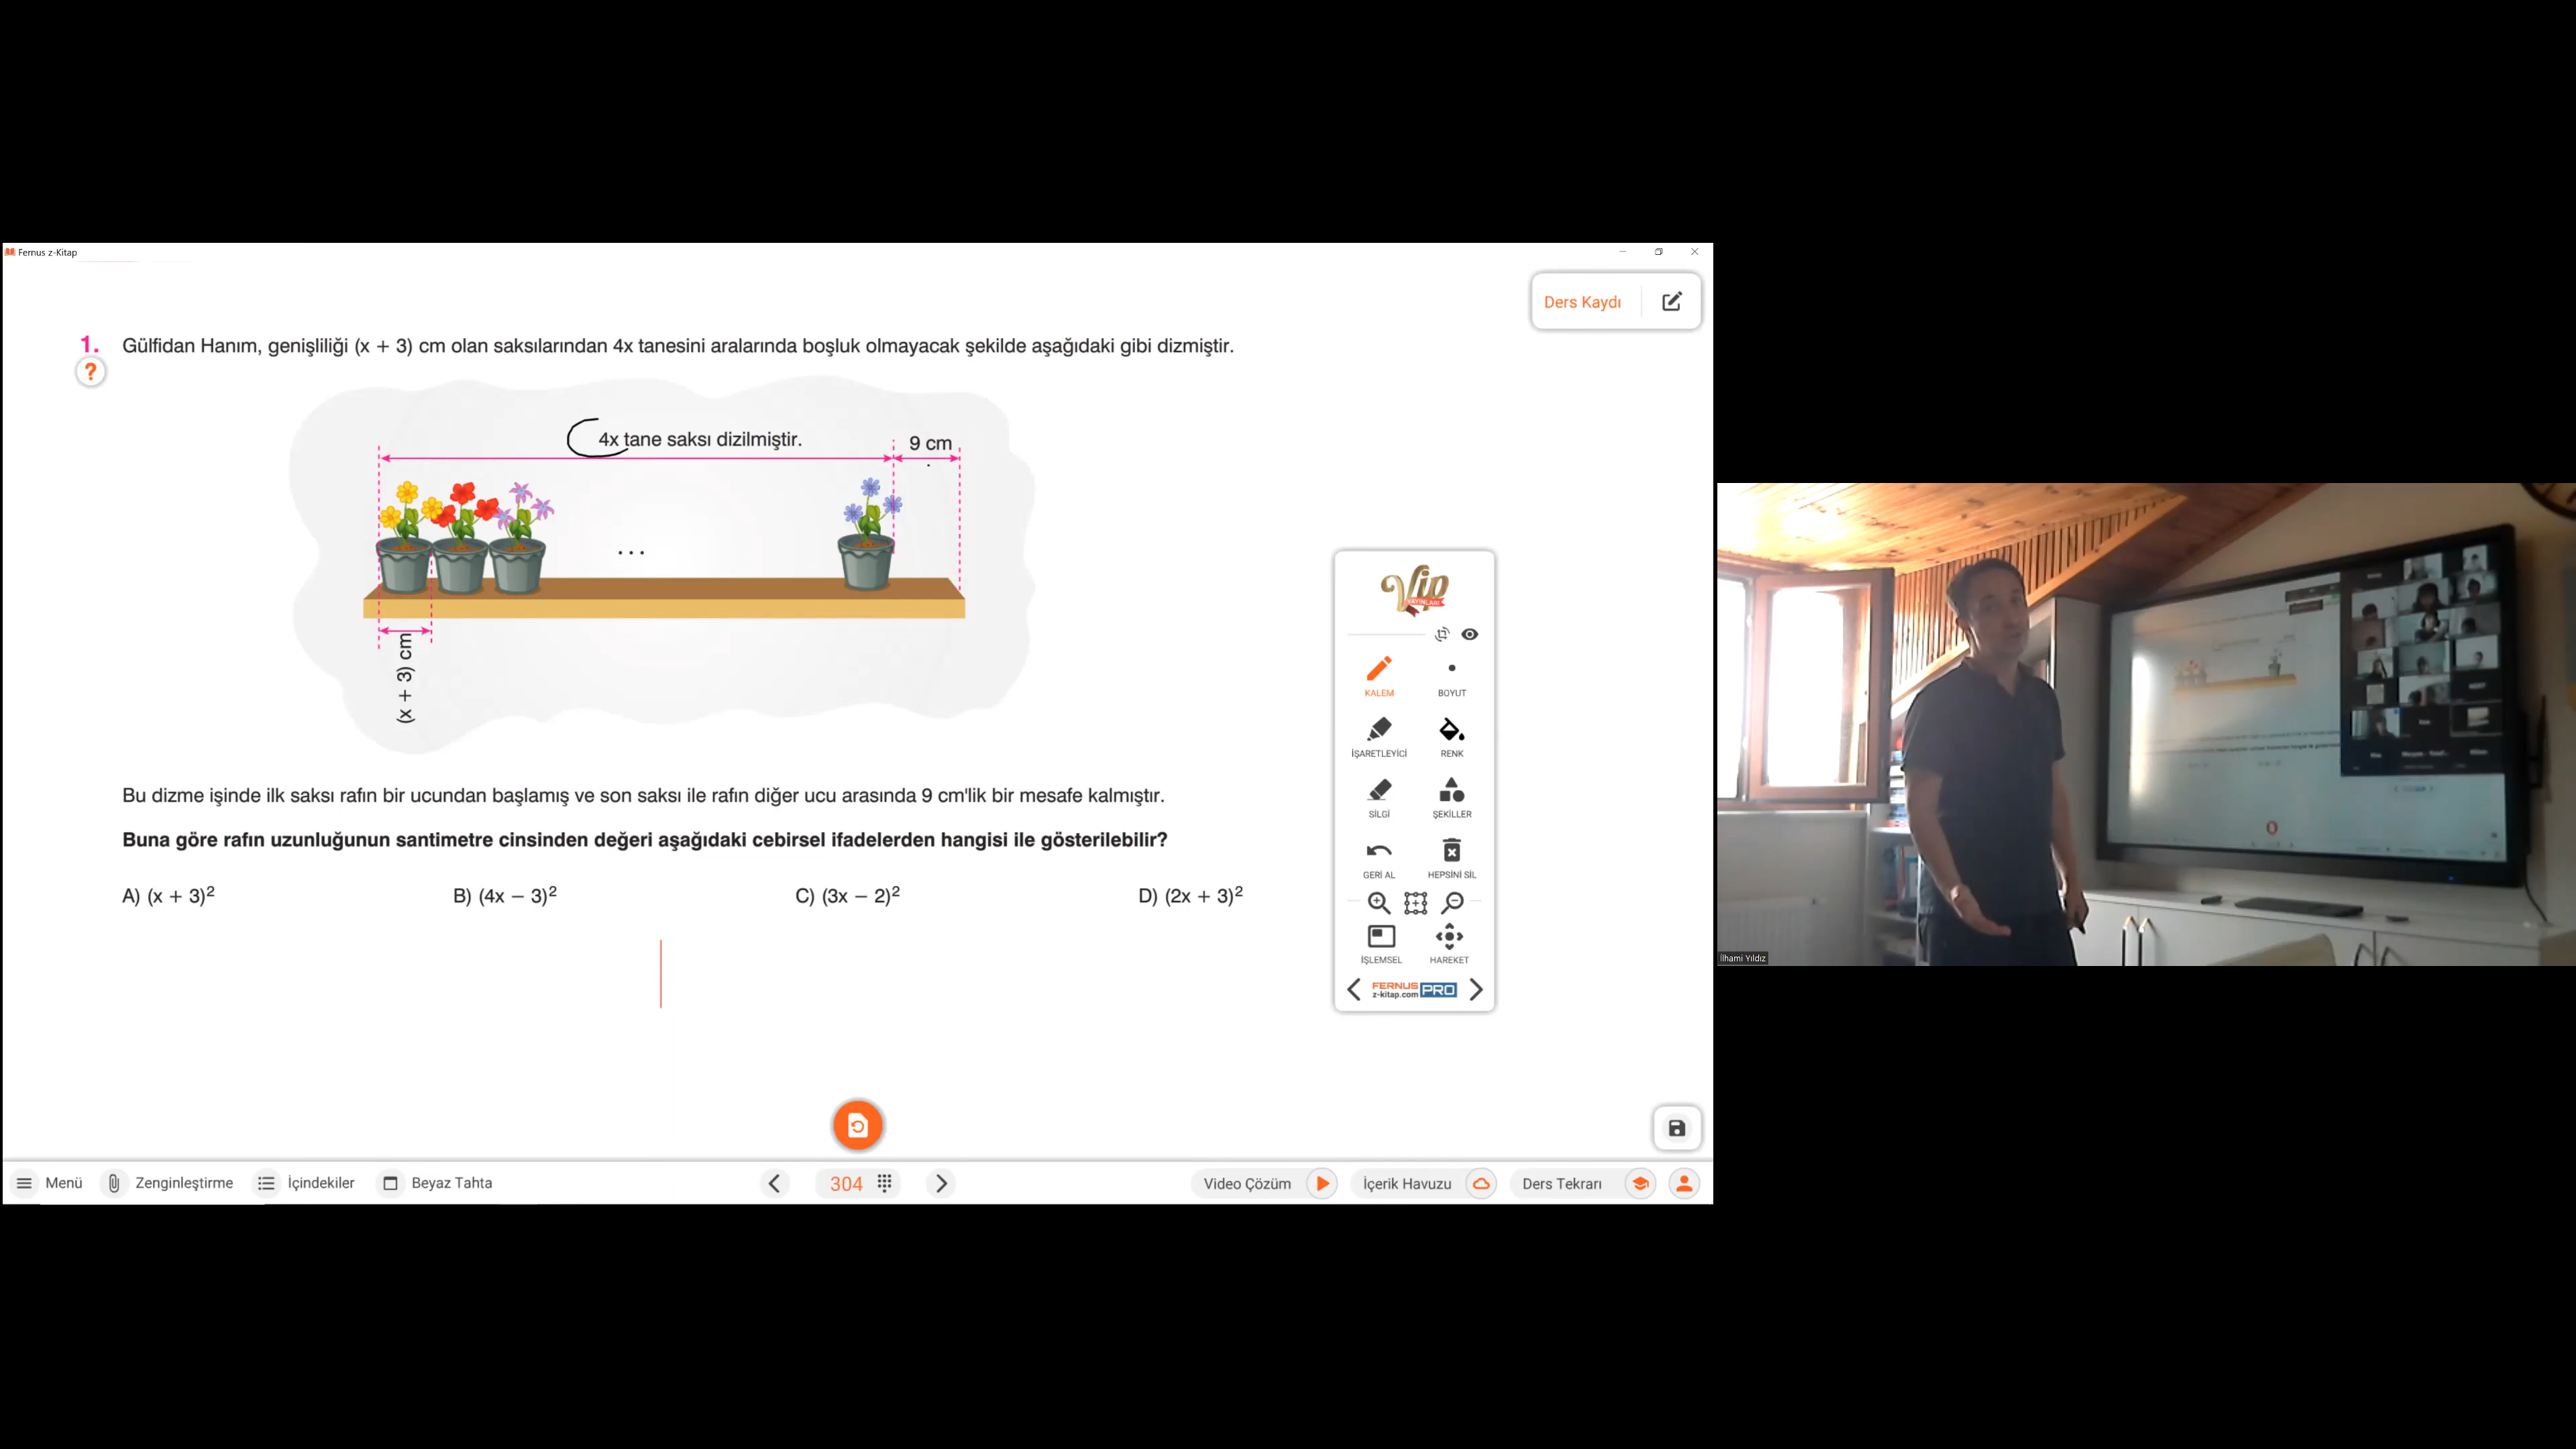 Fernus z-Kitap
Ders Kaydı
1. Gülfidan Hanım, genişliliği (x + 3) cm olan saksılarından 4x tanesini aralarında boşluk olmayacak şekilde aşağıdaki gibi dizmiştir.
?
4x tane saksı dizilmiştir.
9 cm
...
(x + 3) cm
Bu dizme işinde ilk saksı rafın bir ucundan başlamış ve son saksı ile rafın diğer ucu arasında 9 cm'lik bir mesafe kalmıştır.
Buna göre rafın uzunluğunun santimetre cinsinden değeri aşağıdaki cebirsel ifadelerden hangisi ile gösterilebilir?
A) (x + 3)² B) (4x − 3)² C) (3x − 2)² D) (2x + 3)²
Vip
YAYINLARI
KALEM BOYUT
İŞARETLEYİCİ RENK
SİLGİ ŞEKİLLER
GERİ AL HEPSİNİ SİL
İŞLEMSEL HAREKET
FERNUS
z-kitap.com PRO
Menü Zenginleştirme İçindekiler Beyaz Tahta 304 Video Çözüm İçerik Havuzu Ders Tekrarı
İlhami Yıldız